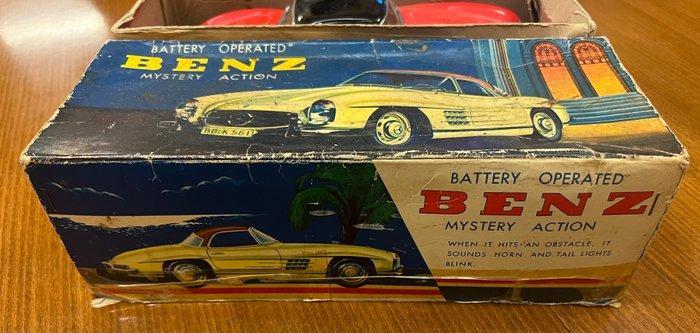 BATTERY OPERATED
BENZ
MYSTERY ACTION
BATTERY OPERATED
BENZ
MYSTERY ACTION
WHEN IT HITS AN OBSTACLE, IT
SOUNDS HORN AND TAIL LIGHTS
BLINK.